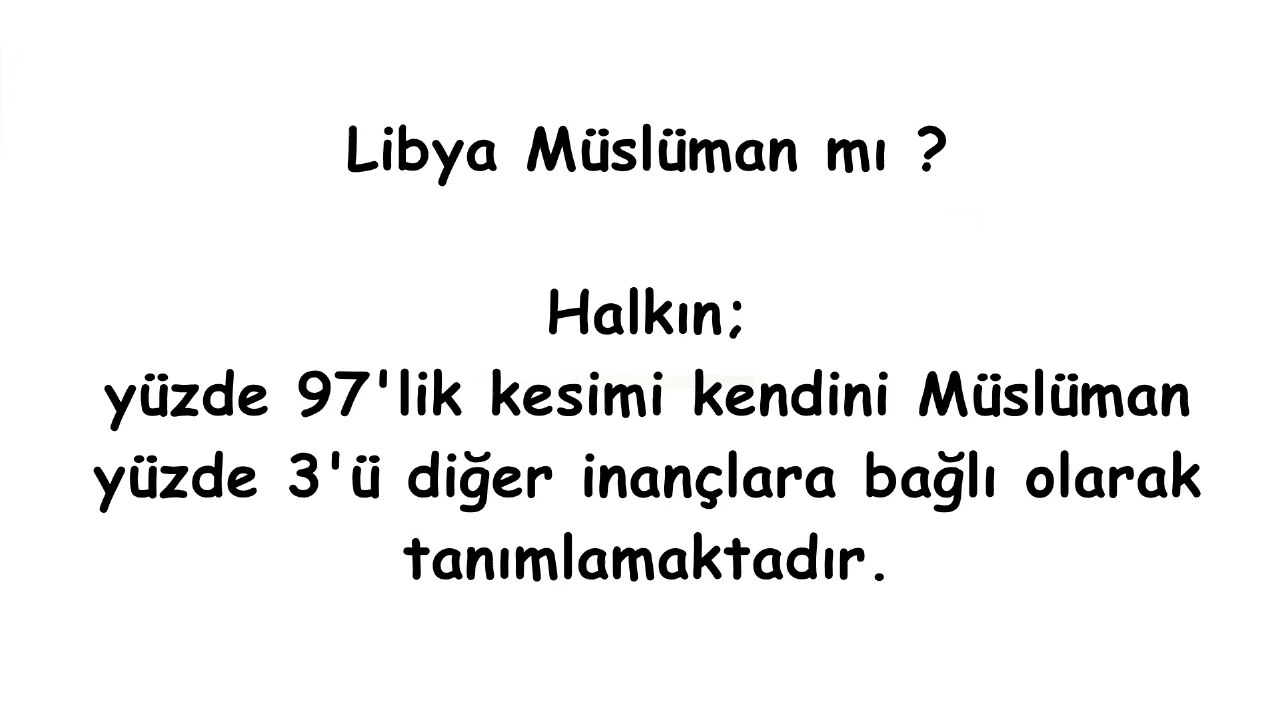 Libya Müslüman mı ?
Halkın;
yüzde 97'lik kesimi kendini Müslüman
yüzde 3'ü diğer inançlara bağlı olarak
tanımlamaktadır.